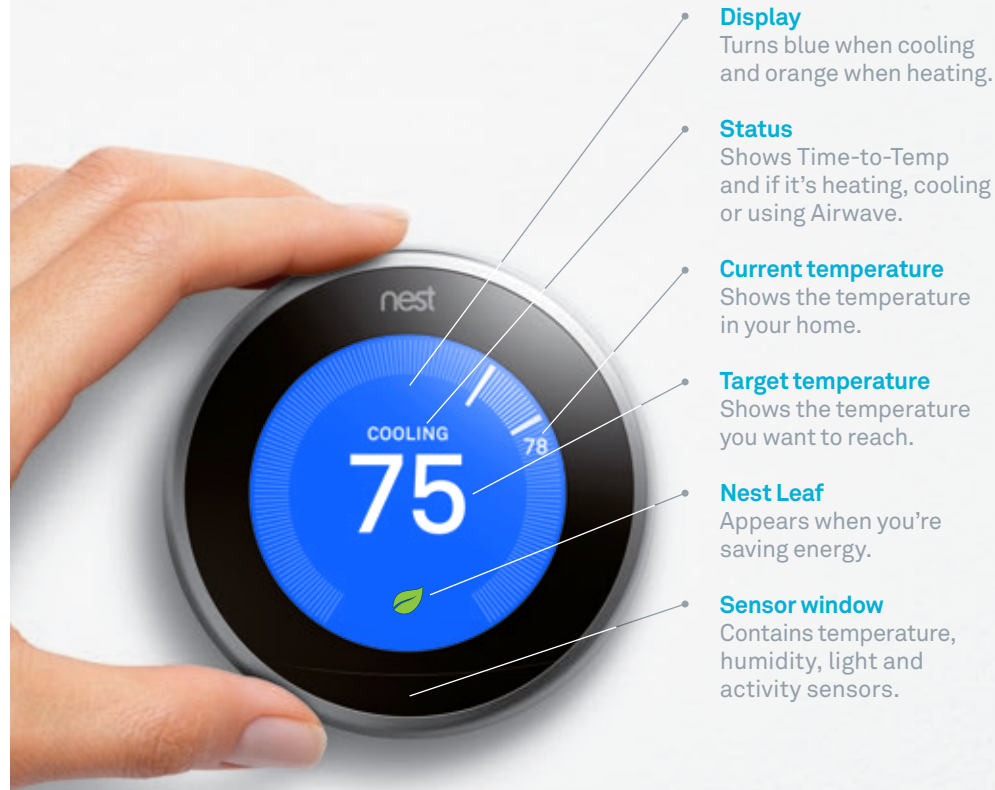 Display
Turns blue when cooling
and orange when heating.
Status
Shows Time-to-Temp
and if it's heating, cooling
or using Airwave.
Current temperature
Shows the temperature
in your home.
Target temperature
Shows the temperature
you want to reach.
Nest Leaf
Appears when you're
saving energy.
Sensor window
Contains temperature,
humidity, light and
activity sensors.
nest
COOLING
78
75